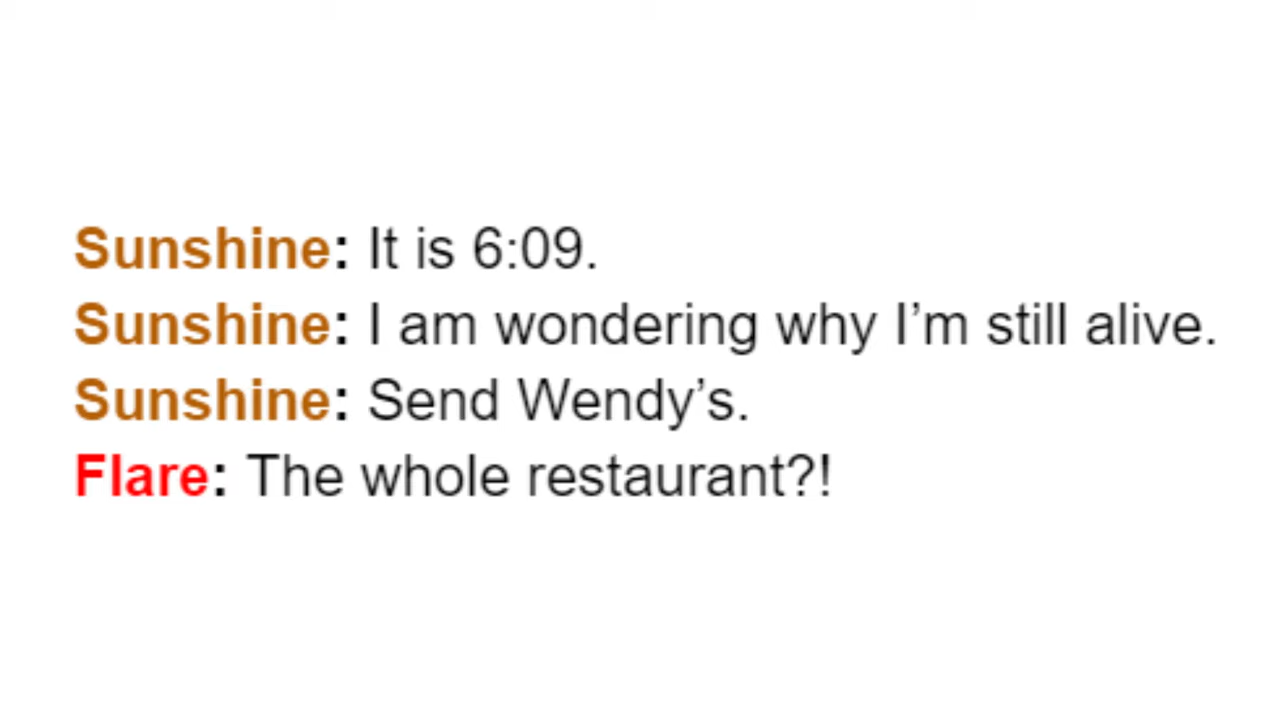 Sunshine: It is 6:09.
Sunshine: I am wondering why I’m still alive.
Sunshine: Send Wendy’s.
Flare: The whole restaurant?!